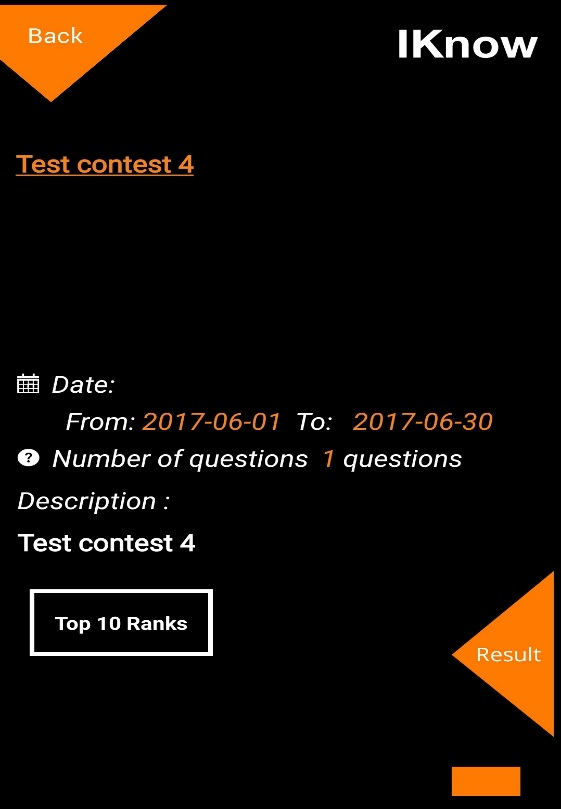 Back
IKnow
Test contest 4
Date:
From: 2017-06-01 To: 2017-06-30
Number of questions 1 questions
Description :
Test contest 4
Top 10 Ranks
Result